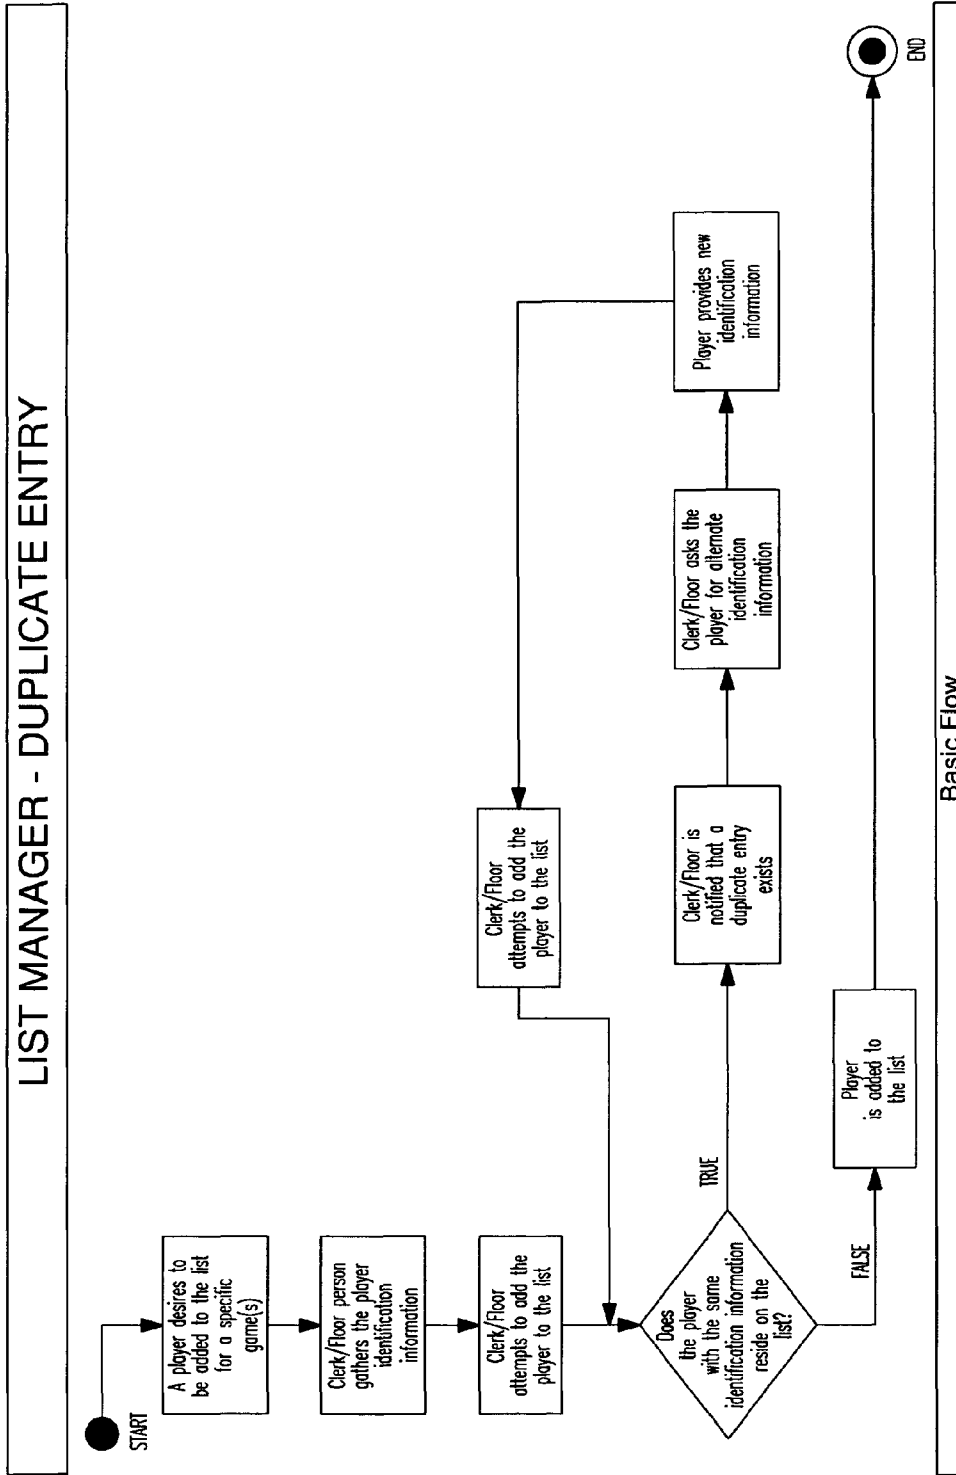 LIST MANAGER - DUPLICATE ENTRY
START
A player desires to
be added to the list
for a specific
game(s)
Clerk/Floor person
gathers the player
identification
information
Clerk/Floor
attempts to add the
player to the list
Does
the player
with the same
identification information
reside on the
list?
TRUE
Clerk/Floor is
notified that a
duplicate entry
exists
Clerk/Floor asks the
player for alternate
identification
information
Player provides new
identification
information
Clerk/Floor
attempts to add the
player to the list
FALSE
Player
is added to
the list
END
Basic Flow